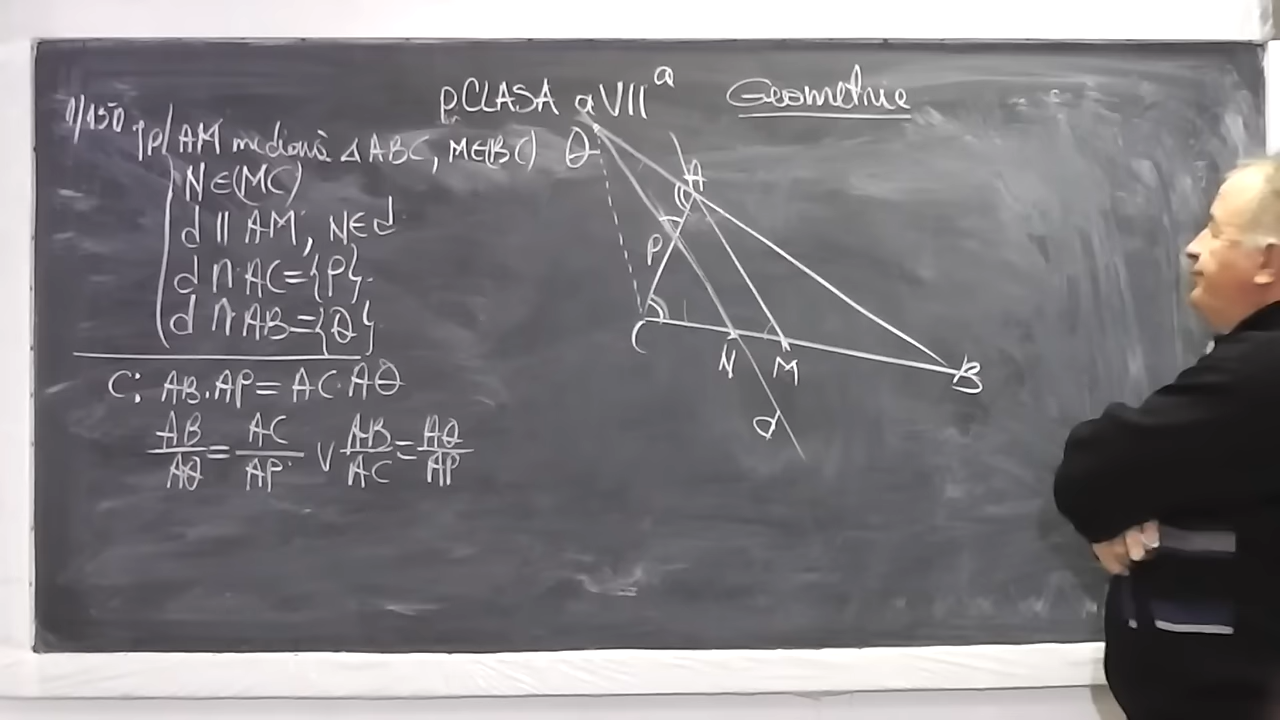 CLASA a VII a Geometrie
1/150 Ip/ AM mediană △ABC, M∈(BC)
N∈(MC)
d || AM, N∈d
d ∩ AC = {P}.
d ∩ AB = {Q}.
C: AB·AP = AC·AQ
AB/AQ = AC/AP ∨ AB/AC = AQ/AP
Q
A
P
C
N
M
B
d